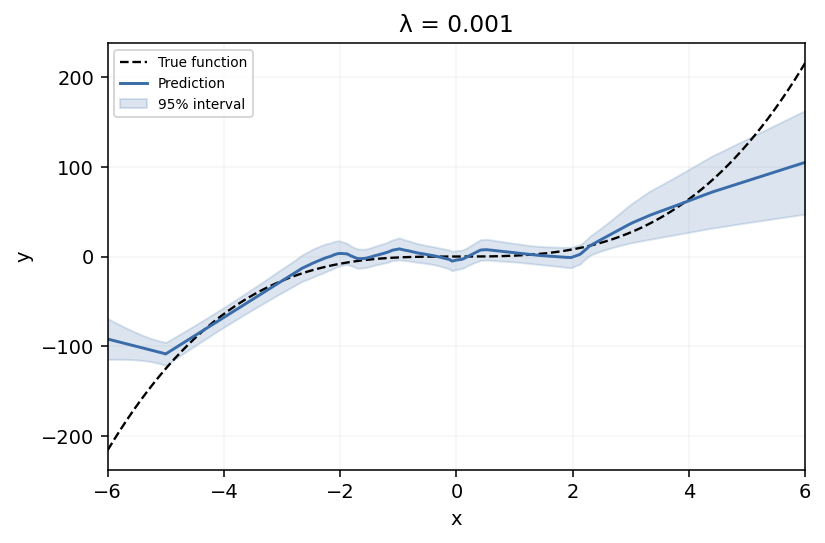 λ = 0.001
True function
Prediction
95% interval
200
100
0
−100
−200
y
−6 −4 −2 0 2 4 6
x